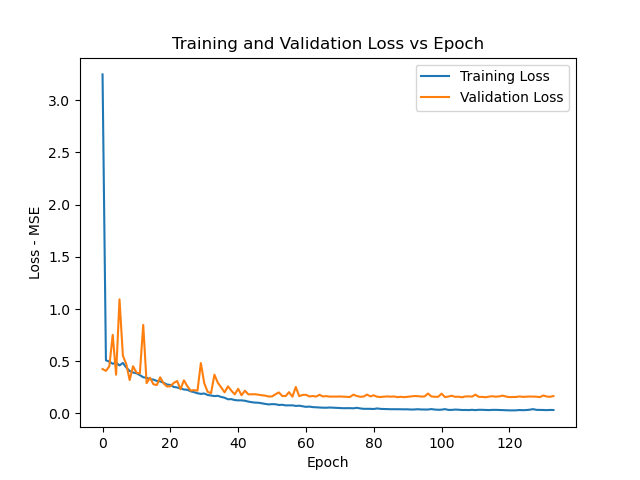 Training and Validation Loss vs Epoch
Training Loss
Validation Loss
3.0
2.5
2.0
1.5
1.0
0.5
0.0
Loss - MSE
0 20 40 60 80 100 120
Epoch